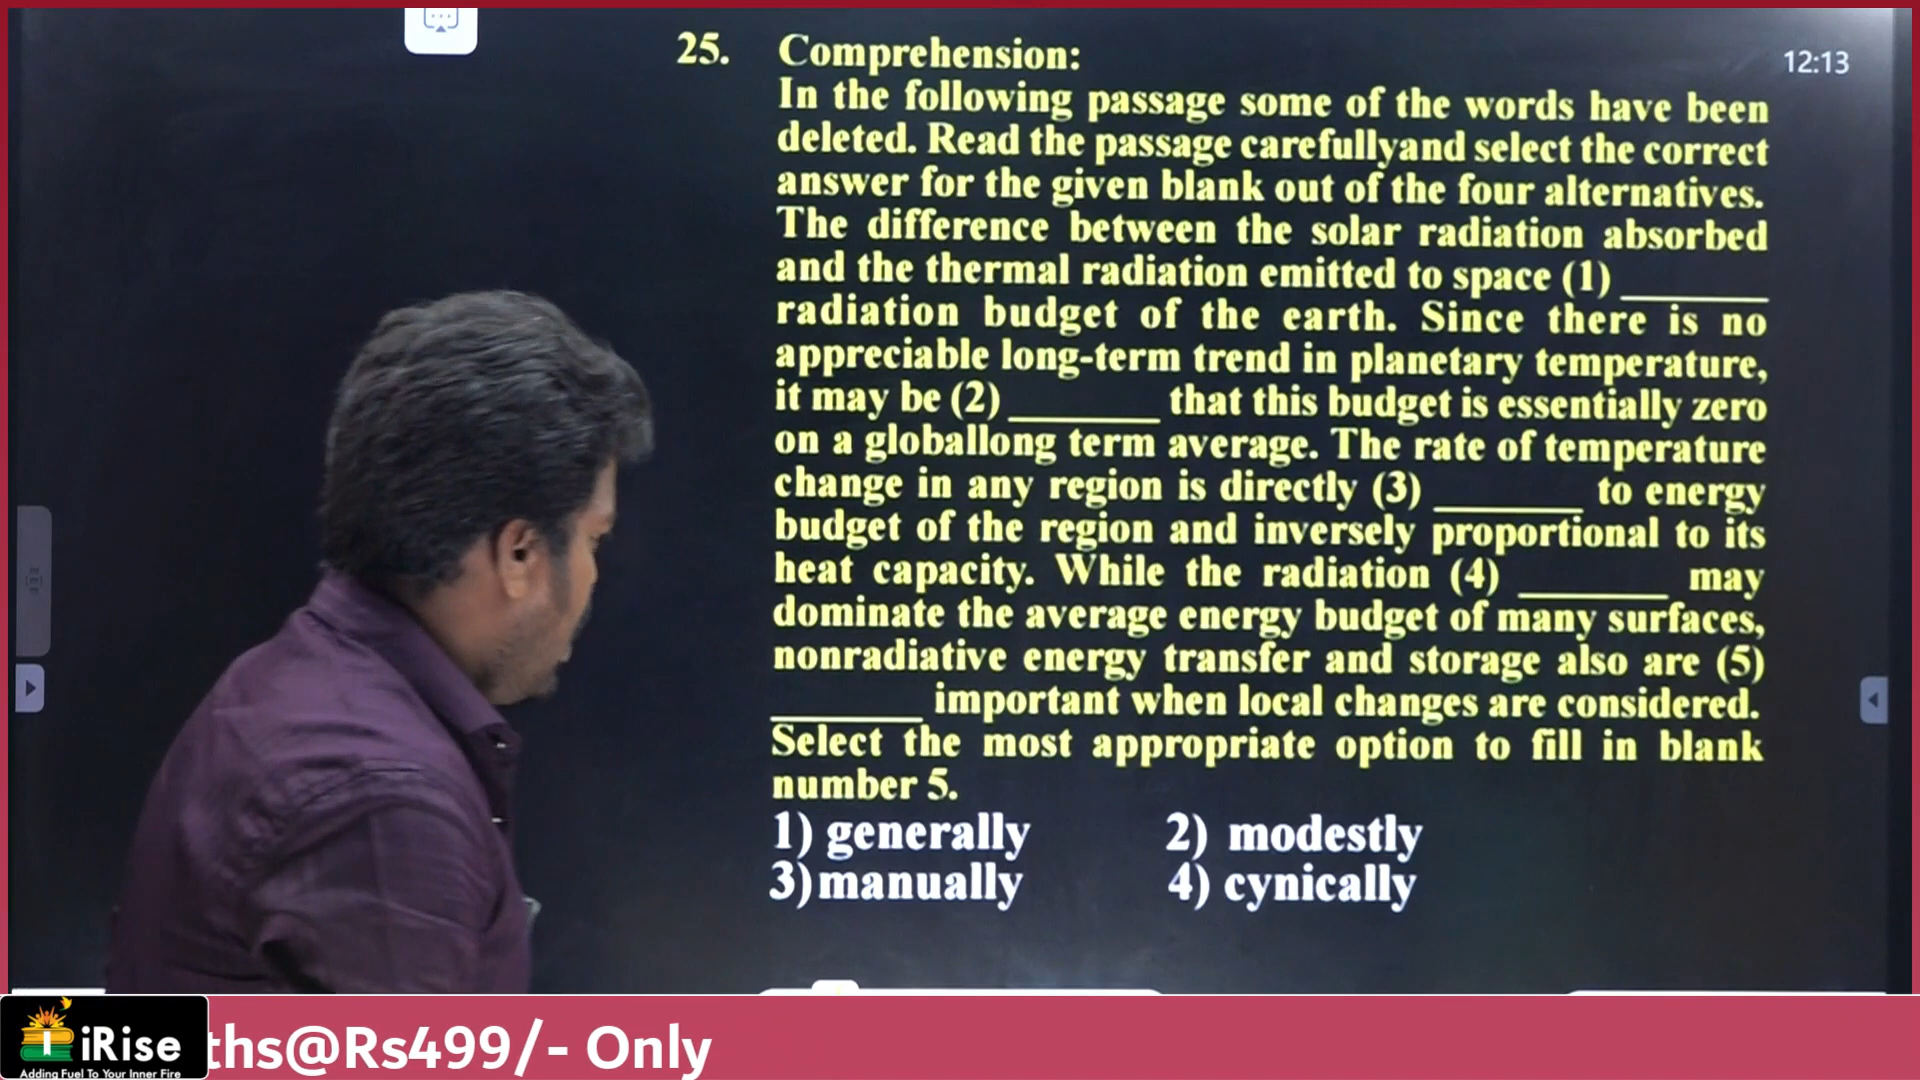 25. Comprehension:
12:13
In the following passage some of the words have been
deleted. Read the passage carefullyand select the correct
answer for the given blank out of the four alternatives.
The difference between the solar radiation absorbed
and the thermal radiation emitted to space (1) ________
radiation budget of the earth. Since there is no
appreciable long-term trend in planetary temperature,
it may be (2) ________ that this budget is essentially zero
on a globallong term average. The rate of temperature
change in any region is directly (3) ________ to energy
budget of the region and inversely proportional to its
heat capacity. While the radiation (4) ________ may
dominate the average energy budget of many surfaces,
nonradiative energy transfer and storage also are (5)
________ important when local changes are considered.
Select the most appropriate option to fill in blank
number 5.
1) generally 2) modestly
3)manually 4) cynically
iRise
Adding Fuel To Your Inner Fire
ths@Rs499/- Only